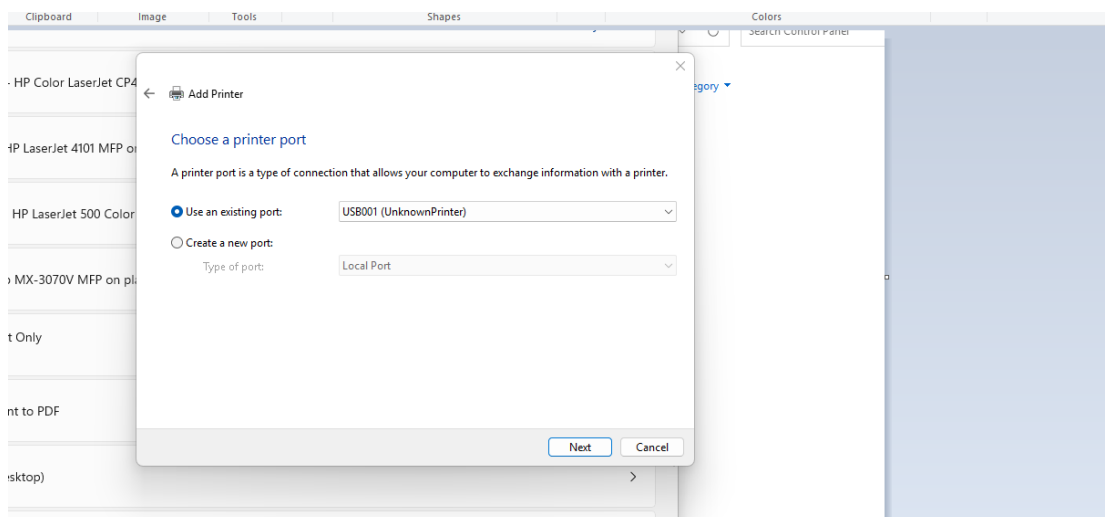 Clipboard Image Tools Shapes Colors
Search Control Panel
- HP Color LaserJet CP4
Add Printer
egory
Choose a printer port
HP LaserJet 4101 MFP on
A printer port is a type of connection that allows your computer to exchange information with a printer.
HP LaserJet 500 Color
Use an existing port: USB001 (UnknownPrinter)
Create a new port:
Type of port: Local Port
MX-3070V MFP on pla
t Only
nt to PDF
Next Cancel
esktop)